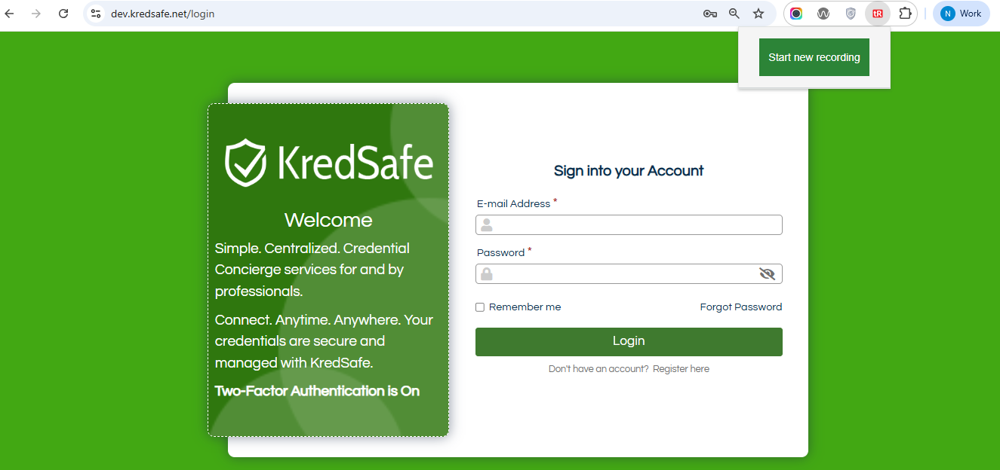 dev.kredsafe.net/login
tR
N Work
Start new recording
KredSafe
Welcome
Simple. Centralized. Credential
Concierge services for and by
professionals.
Connect. Anytime. Anywhere. Your
credentials are secure and
managed with KredSafe.
Two-Factor Authentication is On
Sign into your Account
E-mail Address *
Password *
Remember me
Forgot Password
Login
Don't have an account? Register here